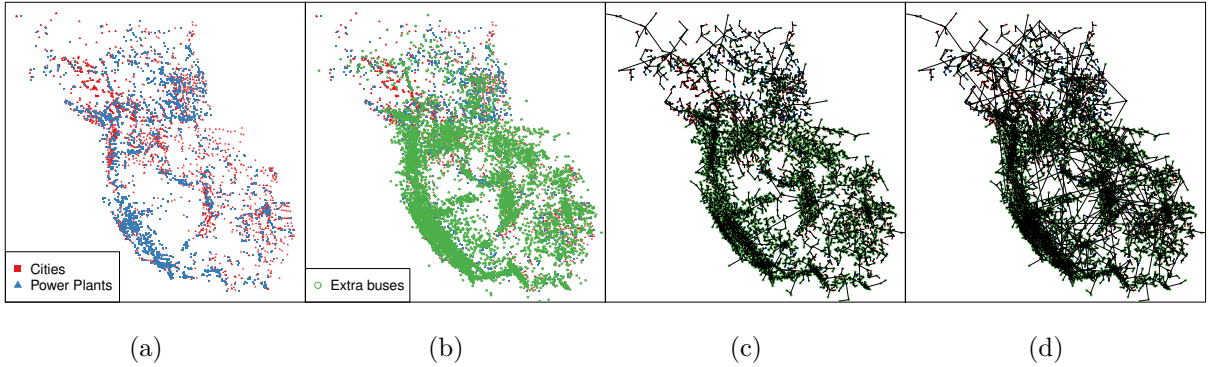 Cities
Power Plants
Extra buses
(a)
(b)
(c)
(d)